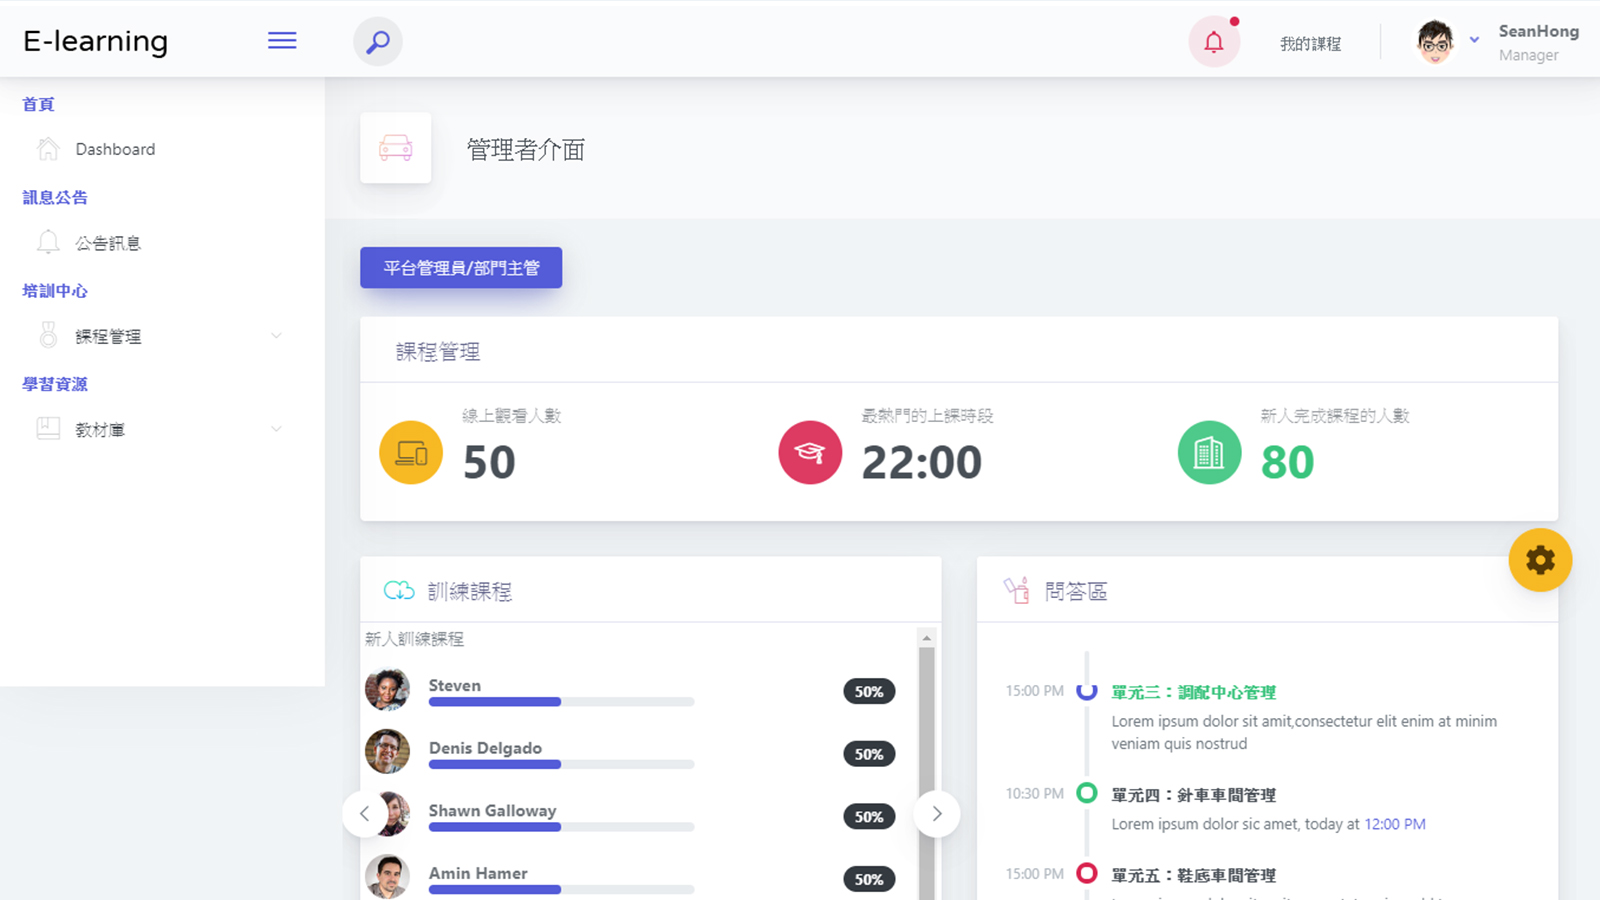 E-learning
我的課程
SeanHong
Manager
首頁
Dashboard
訊息公告
公告訊息
培訓中心
課程管理
學習資源
教材庫
管理者介面
平台管理員/部門主管
課程管理
線上觀看人數
50
最熱門的上課時段
22:00
新人完成課程的人數
80
訓練課程
新人訓練課程
Steven
50%
Denis Delgado
50%
Shawn Galloway
50%
Amin Hamer
50%
問答區
15:00 PM
單元三：調配中心管理
Lorem ipsum dolor sit amit,consectetur elit enim at minim
veniam quis nostrud
10:30 PM
單元四：針車車間管理
Lorem ipsum dolor sic amet, today at 12:00 PM
15:00 PM
單元五：鞋底車間管理